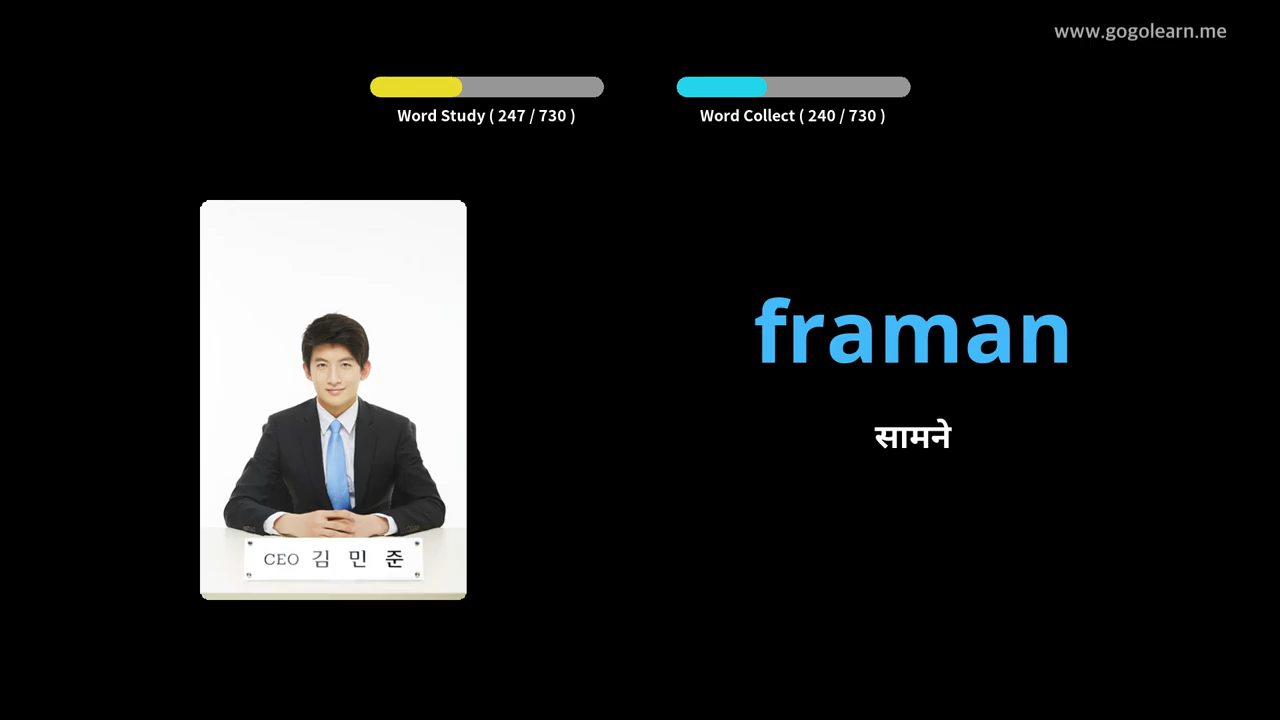 www.gogolearn.me
Word Study ( 247 / 730 )
Word Collect ( 240 / 730 )
framan
सामने
CEO 김 민 준